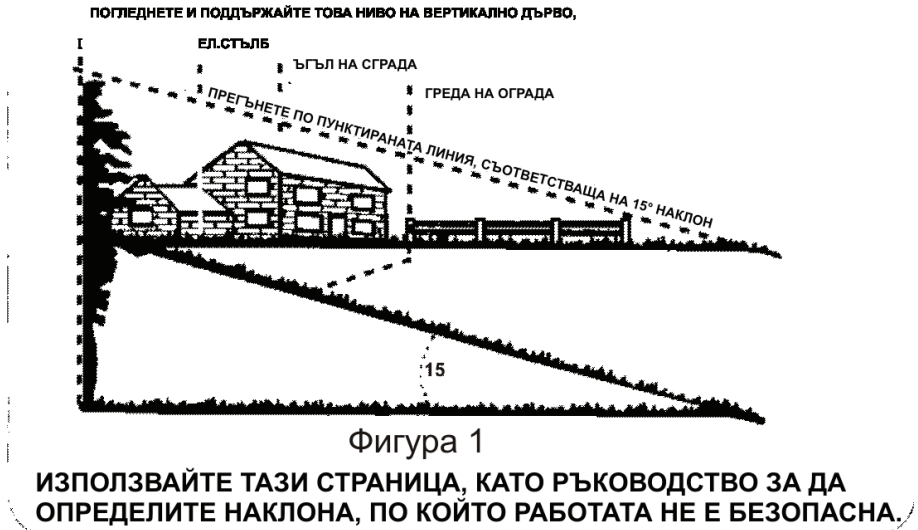 ПОГЛЕДНЕТЕ И ПОДДЪРЖАЙТЕ ТОВА НИВО НА ВЕРТИКАЛНО ДЪРВО,
ЕЛ.СТЪЛБ
ЪГЪЛ НА СГРАДА
ГРЕДА НА ОГРАДА
ПРЕГЪНЕТЕ ПО ПУНКТИРАНАТА ЛИНИЯ, СЪОТВЕТСТВАЩА НА 15° НАКЛОН
15
Фигура 1
ИЗПОЛЗВАЙТЕ ТАЗИ СТРАНИЦА, КАТО РЪКОВОДСТВО ЗА ДА
ОПРЕДЕЛИТЕ НАКЛОНА, ПО КОЙТО РАБОТАТА НЕ Е БЕЗОПАСНА.